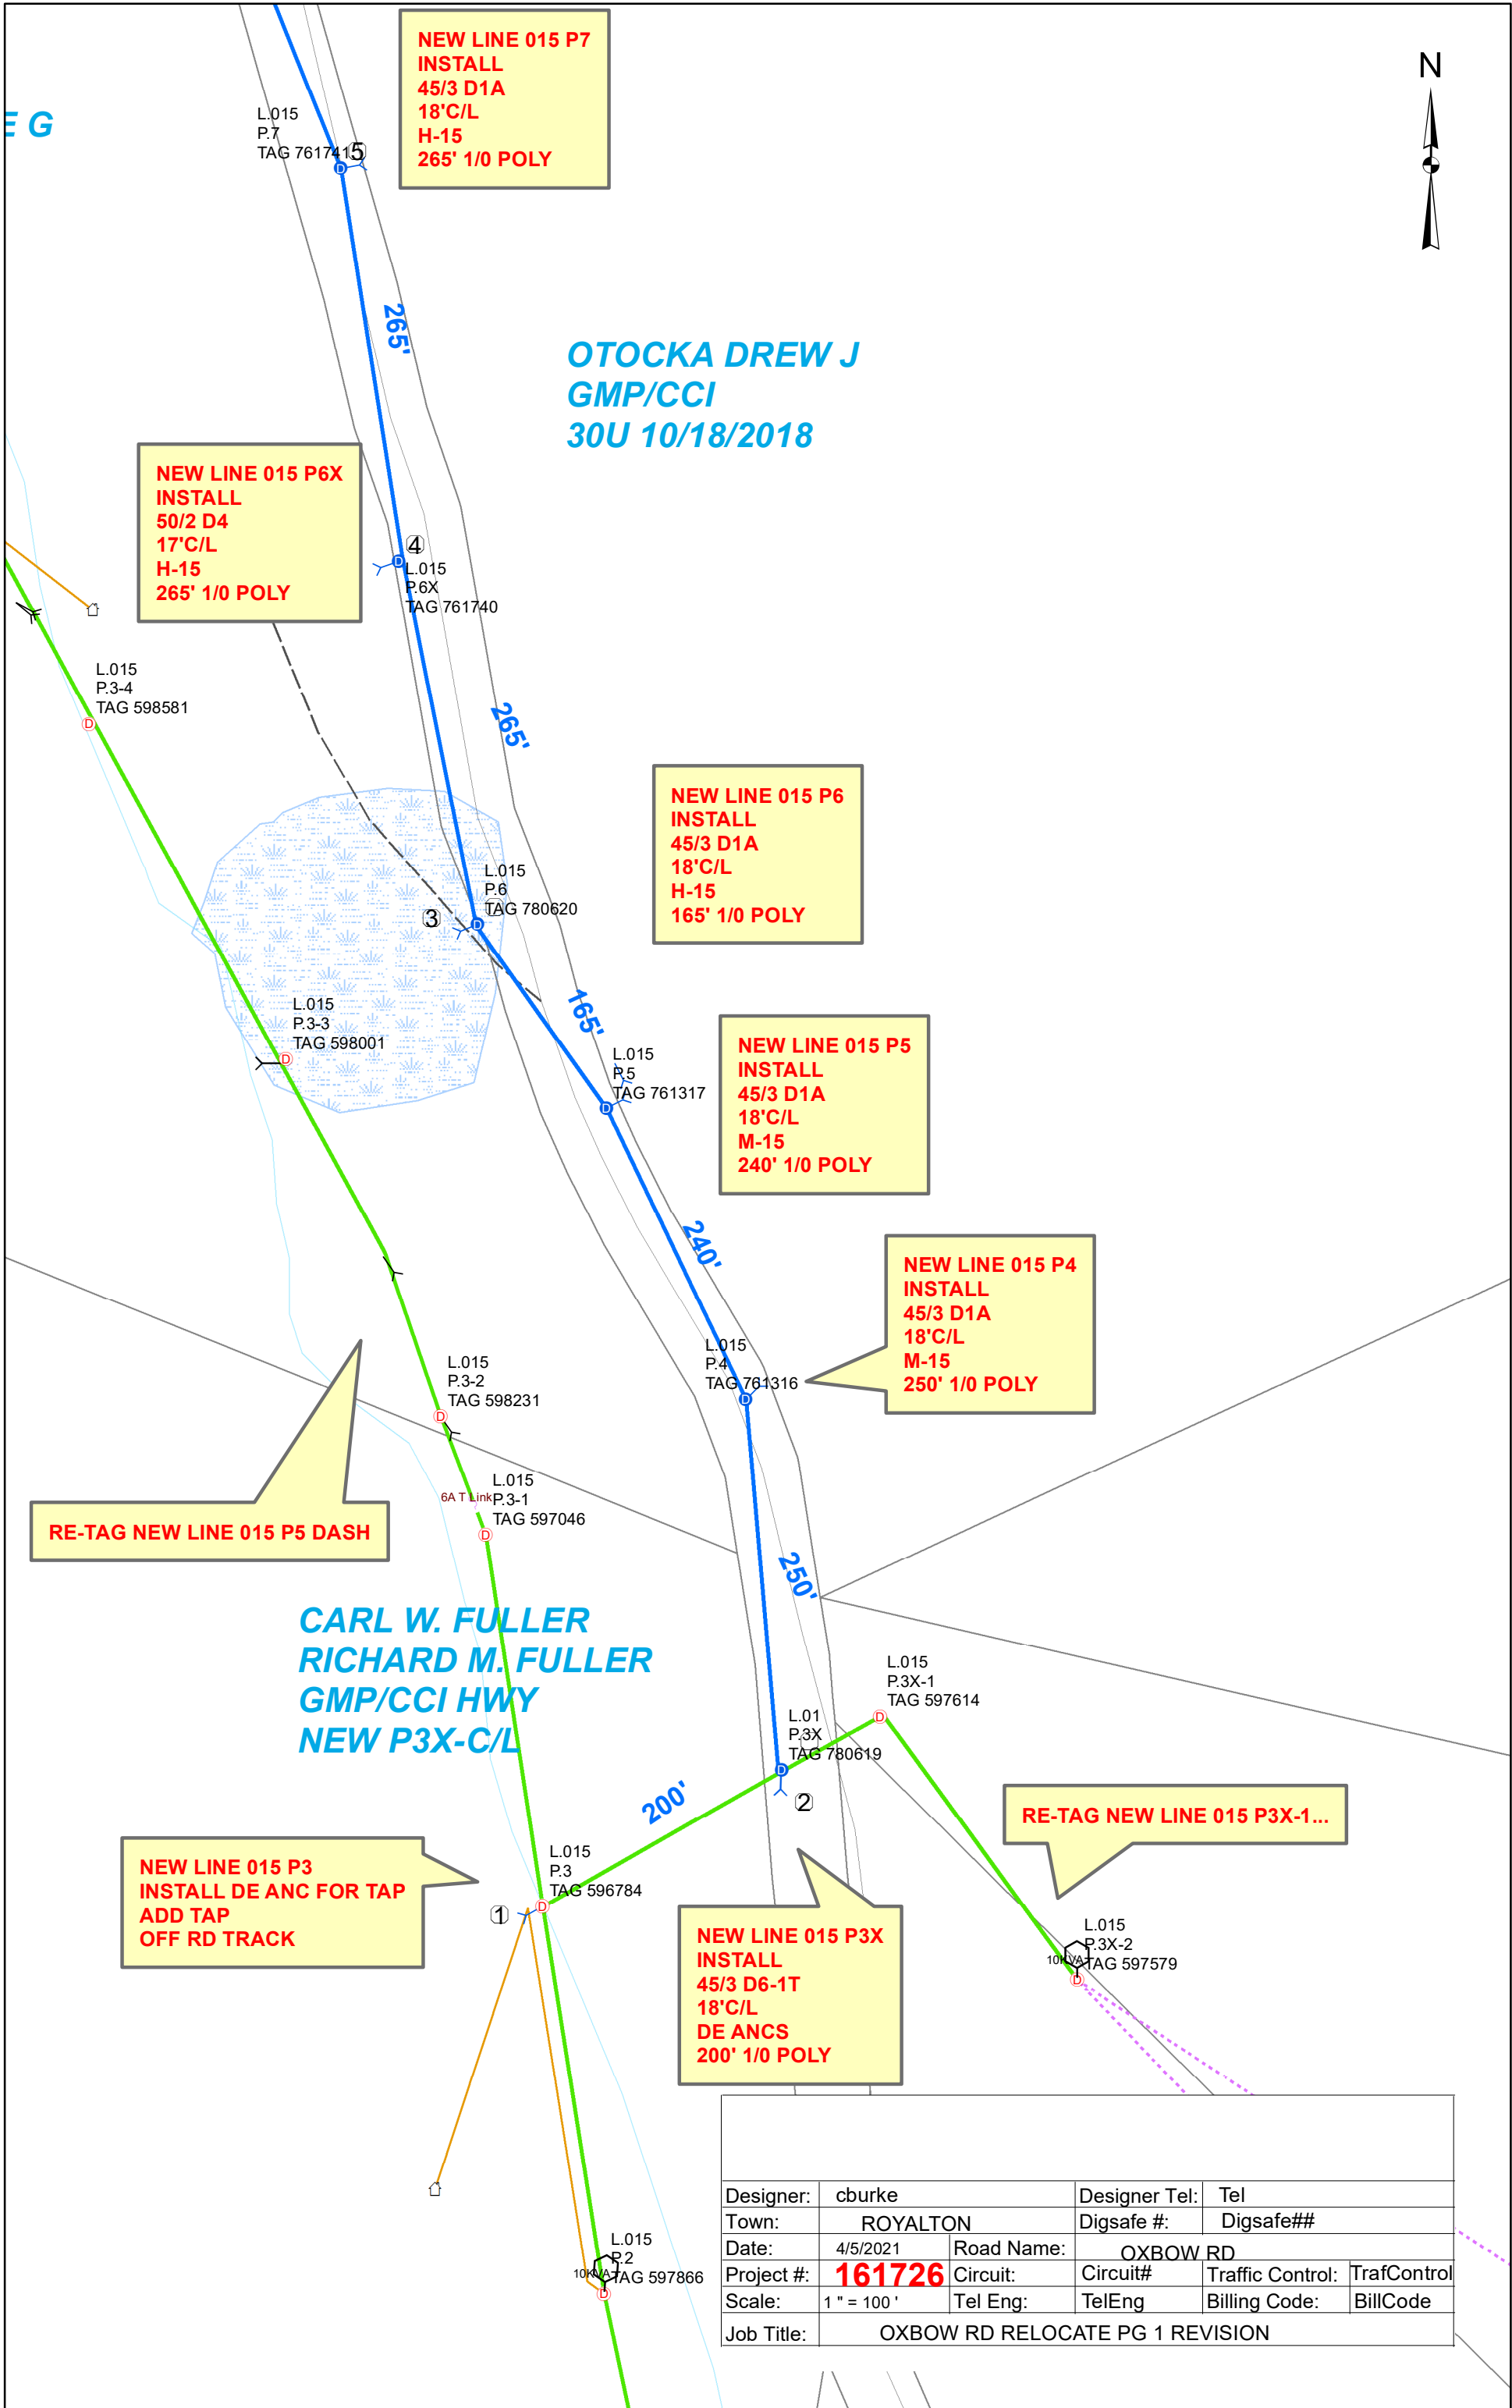 NEW LINE 015 P7
INSTALL
45/3 D1A
18'C/L
H-15
265' 1/0 POLY
N
E G
L.015
P.7
TAG 761741
5
D
265'
OTOCKA DREW J
GMP/CCI
30U 10/18/2018
NEW LINE 015 P6X
INSTALL
50/2 D4
17'C/L
H-15
265' 1/0 POLY
4
D
L.015
P.6X
TAG 761740
L.015
P.3-4
TAG 598581
D
265'
NEW LINE 015 P6
INSTALL
45/3 D1A
18'C/L
H-15
165' 1/0 POLY
L.015
P.6
TAG 780620
3
D
165'
L.015
P.3-3
TAG 598001
D
L.015
P.5
TAG 761317
D
NEW LINE 015 P5
INSTALL
45/3 D1A
18'C/L
M-15
240' 1/0 POLY
240'
NEW LINE 015 P4
INSTALL
45/3 D1A
18'C/L
M-15
250' 1/0 POLY
L.015
P.4
TAG 761316
D
L.015
P.3-2
TAG 598231
D
6A T Link
L.015
P.3-1
TAG 597046
D
RE-TAG NEW LINE 015 P5 DASH
250'
CARL W. FULLER
RICHARD M. FULLER
GMP/CCI HWY
NEW P3X-C/L
L.015
P.3X-1
TAG 597614
D
L.01
P.3X
TAG 780619
D
2
200'
RE-TAG NEW LINE 015 P3X-1...
NEW LINE 015 P3
INSTALL DE ANC FOR TAP
ADD TAP
OFF RD TRACK
L.015
P.3
TAG 596784
D
1
NEW LINE 015 P3X
INSTALL
45/3 D6-1T
18'C/L
DE ANCS
200' 1/0 POLY
L.015
P.3X-2
TAG 597579
10KVA
D
L.015
P.2
TAG 597866
10KVA
D
Designer: cburke Designer Tel: Tel
Town: ROYALTON Digsafe #: Digsafe##
Date: 4/5/2021 Road Name: OXBOW RD
Project #: 161726 Circuit: Circuit# Traffic Control: TrafControl
Scale: 1 " = 100 ' Tel Eng: TelEng Billing Code: BillCode
Job Title: OXBOW RD RELOCATE PG 1 REVISION